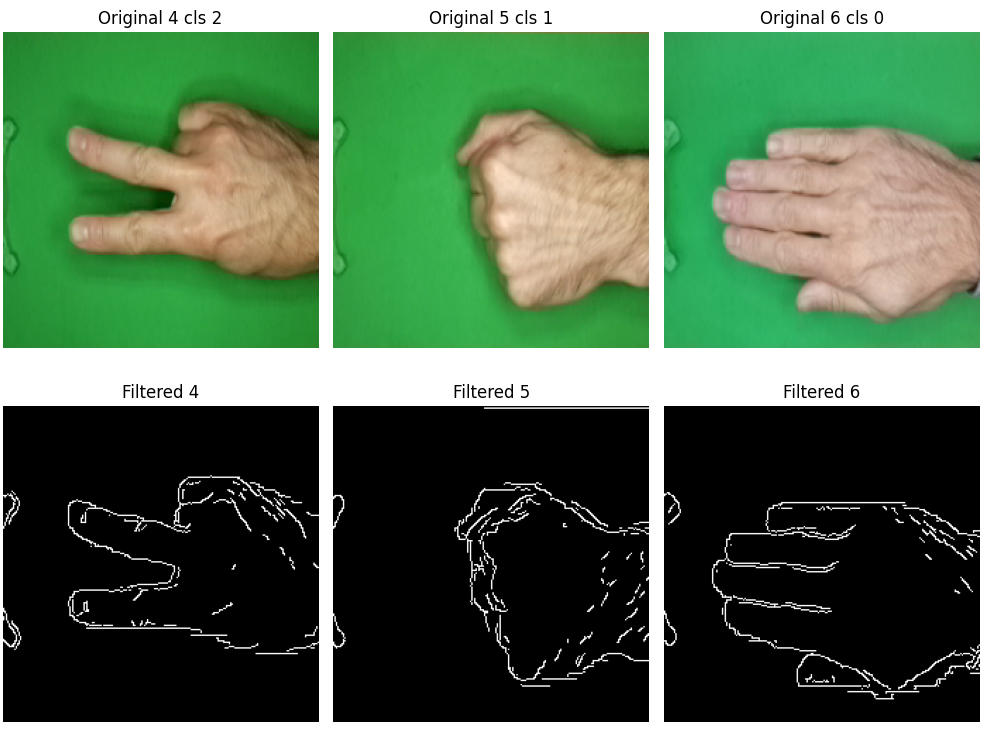 Original 4 cls 2
Original 5 cls 1
Original 6 cls 0
Filtered 4
Filtered 5
Filtered 6